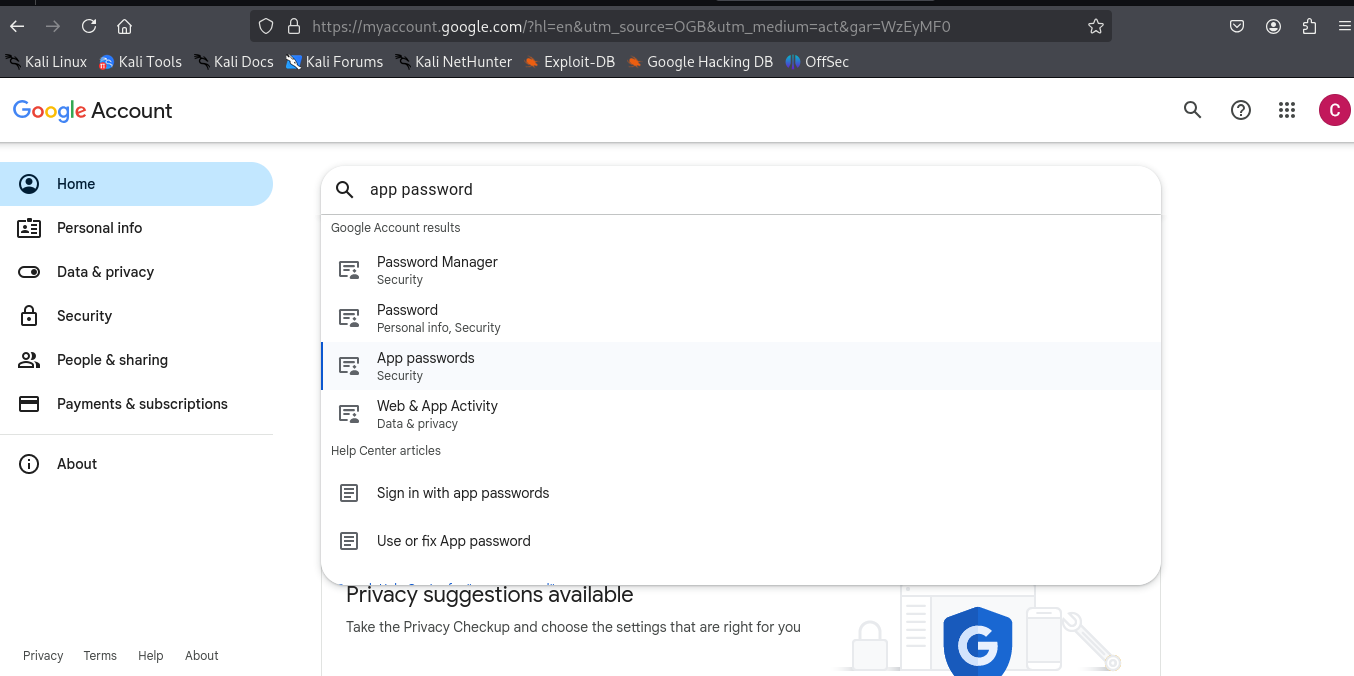 https://myaccount.google.com/?hl=en&utm_source=OGB&utm_medium=act&gar=WzEyMF0
Kali Linux Kali Tools Kali Docs Kali Forums Kali NetHunter Exploit-DB Google Hacking DB OffSec
Google Account
C
Home
Personal info
Data & privacy
Security
People & sharing
Payments & subscriptions
About
app password
Google Account results
Password Manager
Security
Password
Personal info, Security
App passwords
Security
Web & App Activity
Data & privacy
Help Center articles
Sign in with app passwords
Use or fix App password
Privacy suggestions available
Take the Privacy Checkup and choose the settings that are right for you
G
Privacy Terms Help About